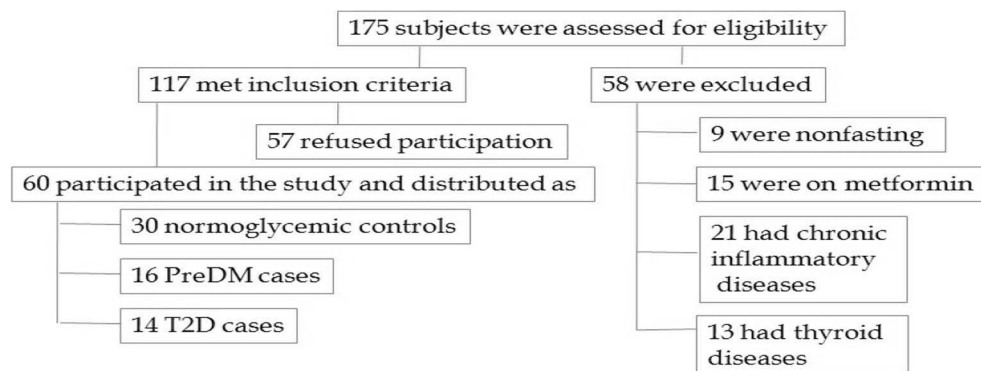 175 subjects were assessed for eligibility
117 met inclusion criteria
58 were excluded
57 refused participation
9 were nonfasting
60 participated in the study and distributed as
15 were on metformin
30 normoglycemic controls
21 had chronic
inflammatory
diseases
16 PreDM cases
14 T2D cases
13 had thyroid
diseases